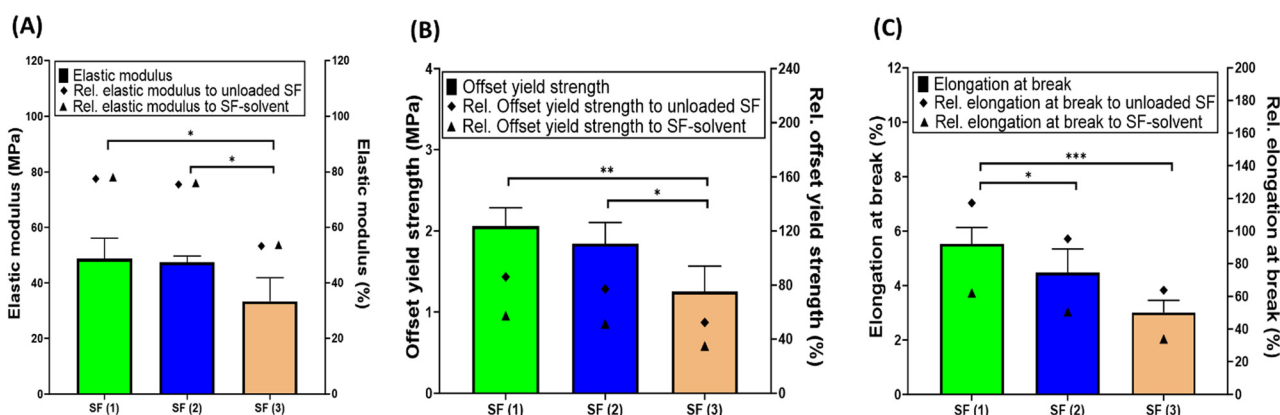 (A)
120
100
80
60
40
20
0
Elastic modulus (MPa)
Elastic modulus
Rel. elastic modulus to unloaded SF
Rel. elastic modulus to SF-solvent
*
*
120
100
80
60
40
20
0
Elastic modulus (%)
SF (1)
SF (2)
SF (3)
(B)
4
3
2
1
0
Offset yield strength (MPa)
Offset yield strength
Rel. Offset yield strength to unloaded SF
Rel. Offset yield strength to SF-solvent
**
*
240
200
160
120
80
40
0
Rel. offset yield strength (%)
SF (1)
SF (2)
SF (3)
(C)
12
10
8
6
4
2
0
Elongation at break (%)
Elongation at break
Rel. elongation at break to unloaded SF
Rel. elongation at break to SF-solvent
***
*
200
180
160
140
120
100
80
60
40
20
0
Rel. elongation at break (%)
SF (1)
SF (2)
SF (3)